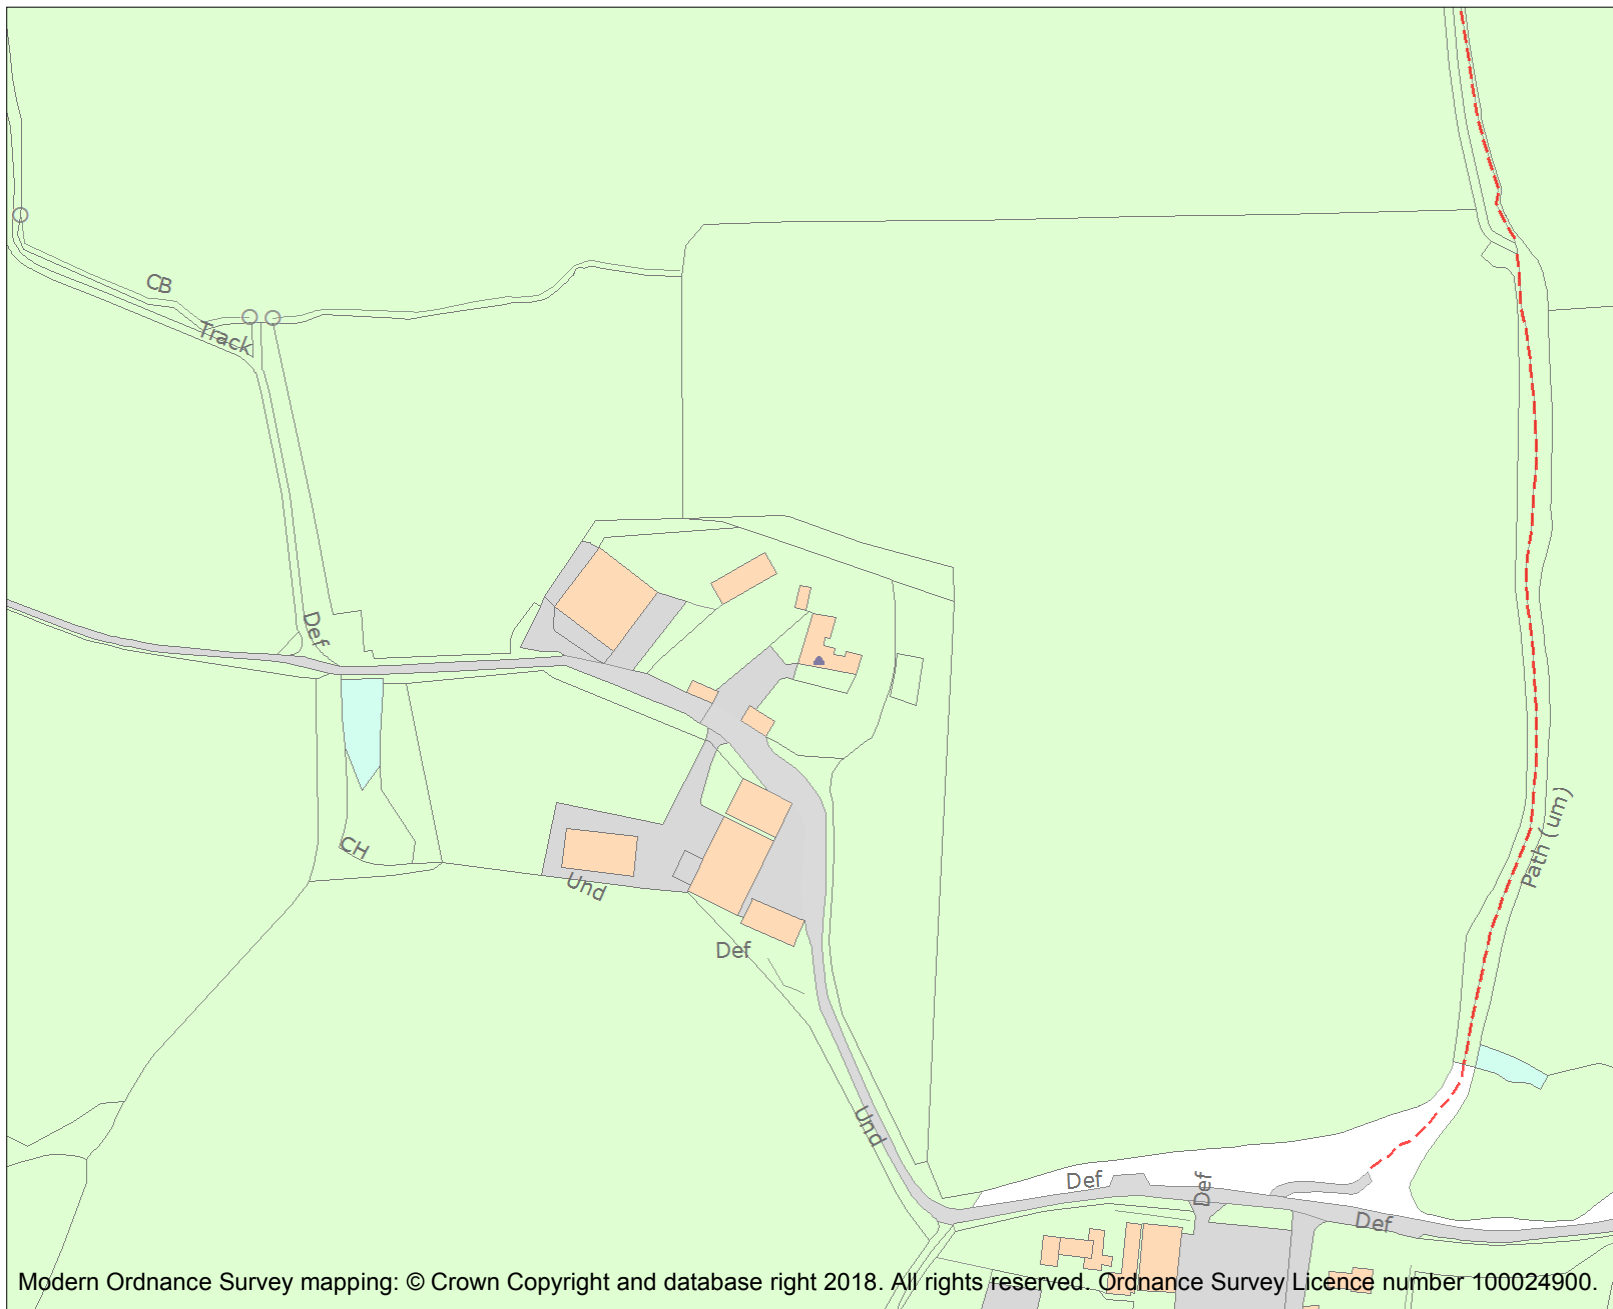 CB
Track
Def
Path (um)
CH
Und
Def
Und
Def
Def
Def
Modern Ordnance Survey mapping: © Crown Copyright and database right 2018. All rights reserved. Ordnance Survey Licence number 100024900.